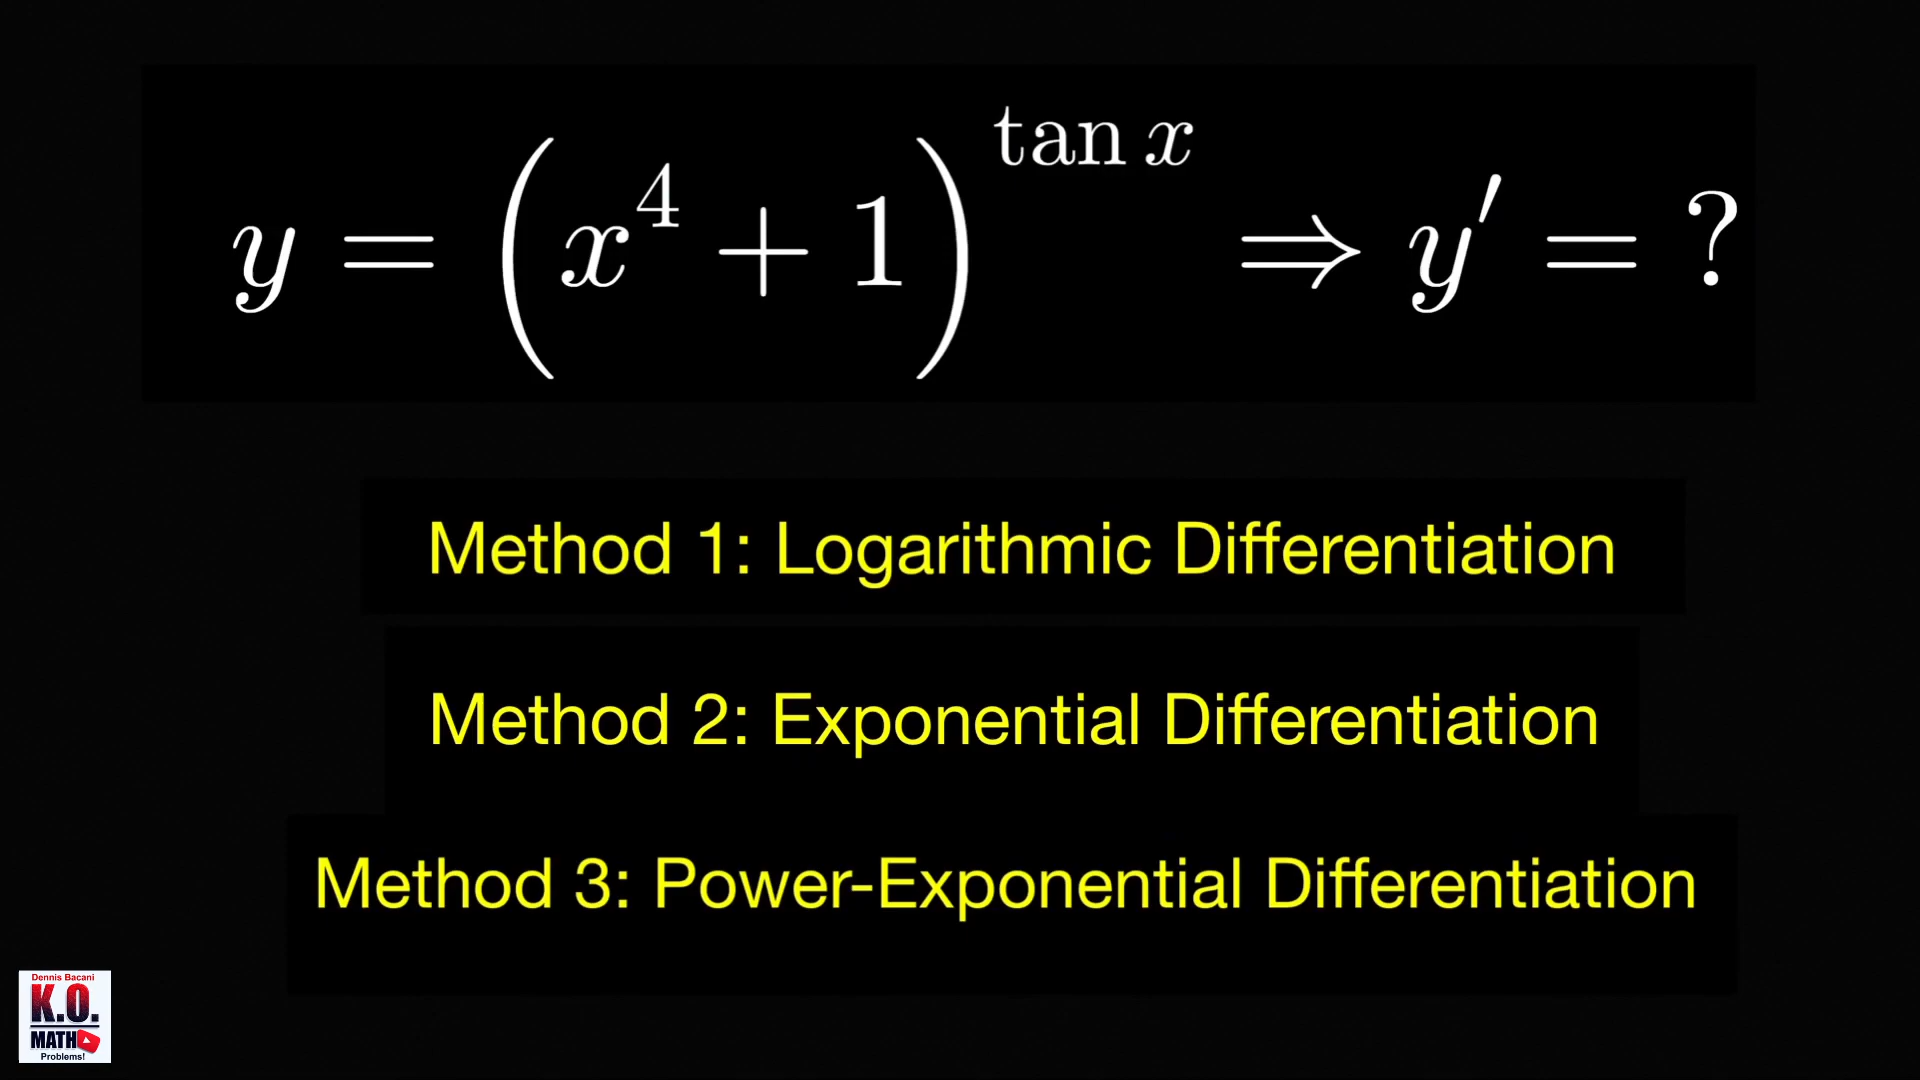 y = (x⁴ + 1)^{tan x} ⇒ y′ = ?
Method 1: Logarithmic Differentiation
Method 2: Exponential Differentiation
Method 3: Power-Exponential Differentiation
Dennis Bacani
K.O.
MATH
Problems!